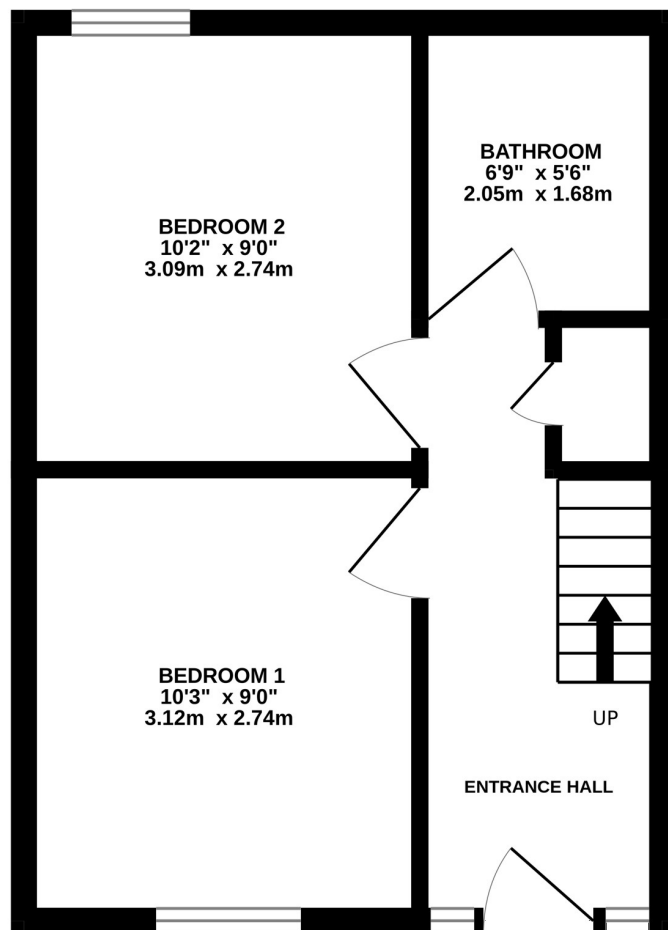 BATHROOM
6'9" x 5'6"
2.05m x 1.68m
BEDROOM 2
10'2" x 9'0"
3.09m x 2.74m
BEDROOM 1
10'3" x 9'0"
3.12m x 2.74m
UP
ENTRANCE HALL